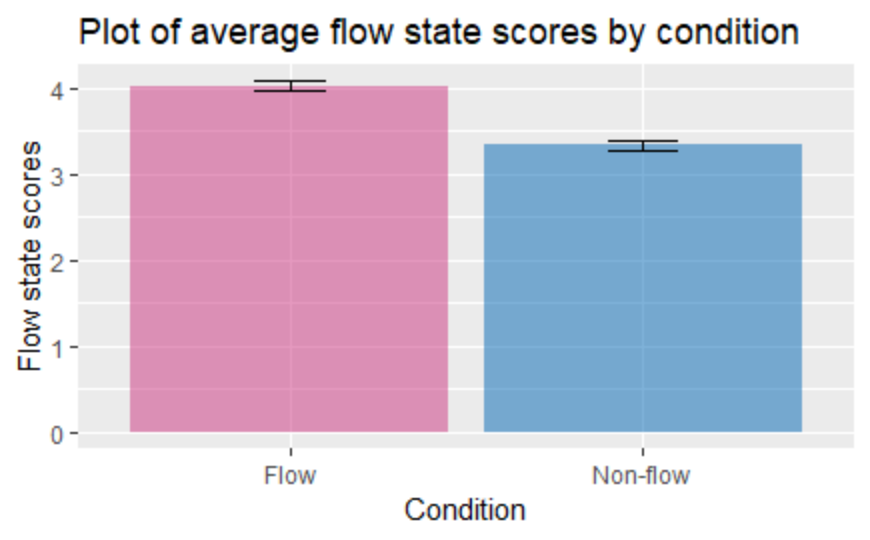 Plot of average flow state scores by condition
Flow state scores
4
3
2
1
0
Flow Non-flow
Condition